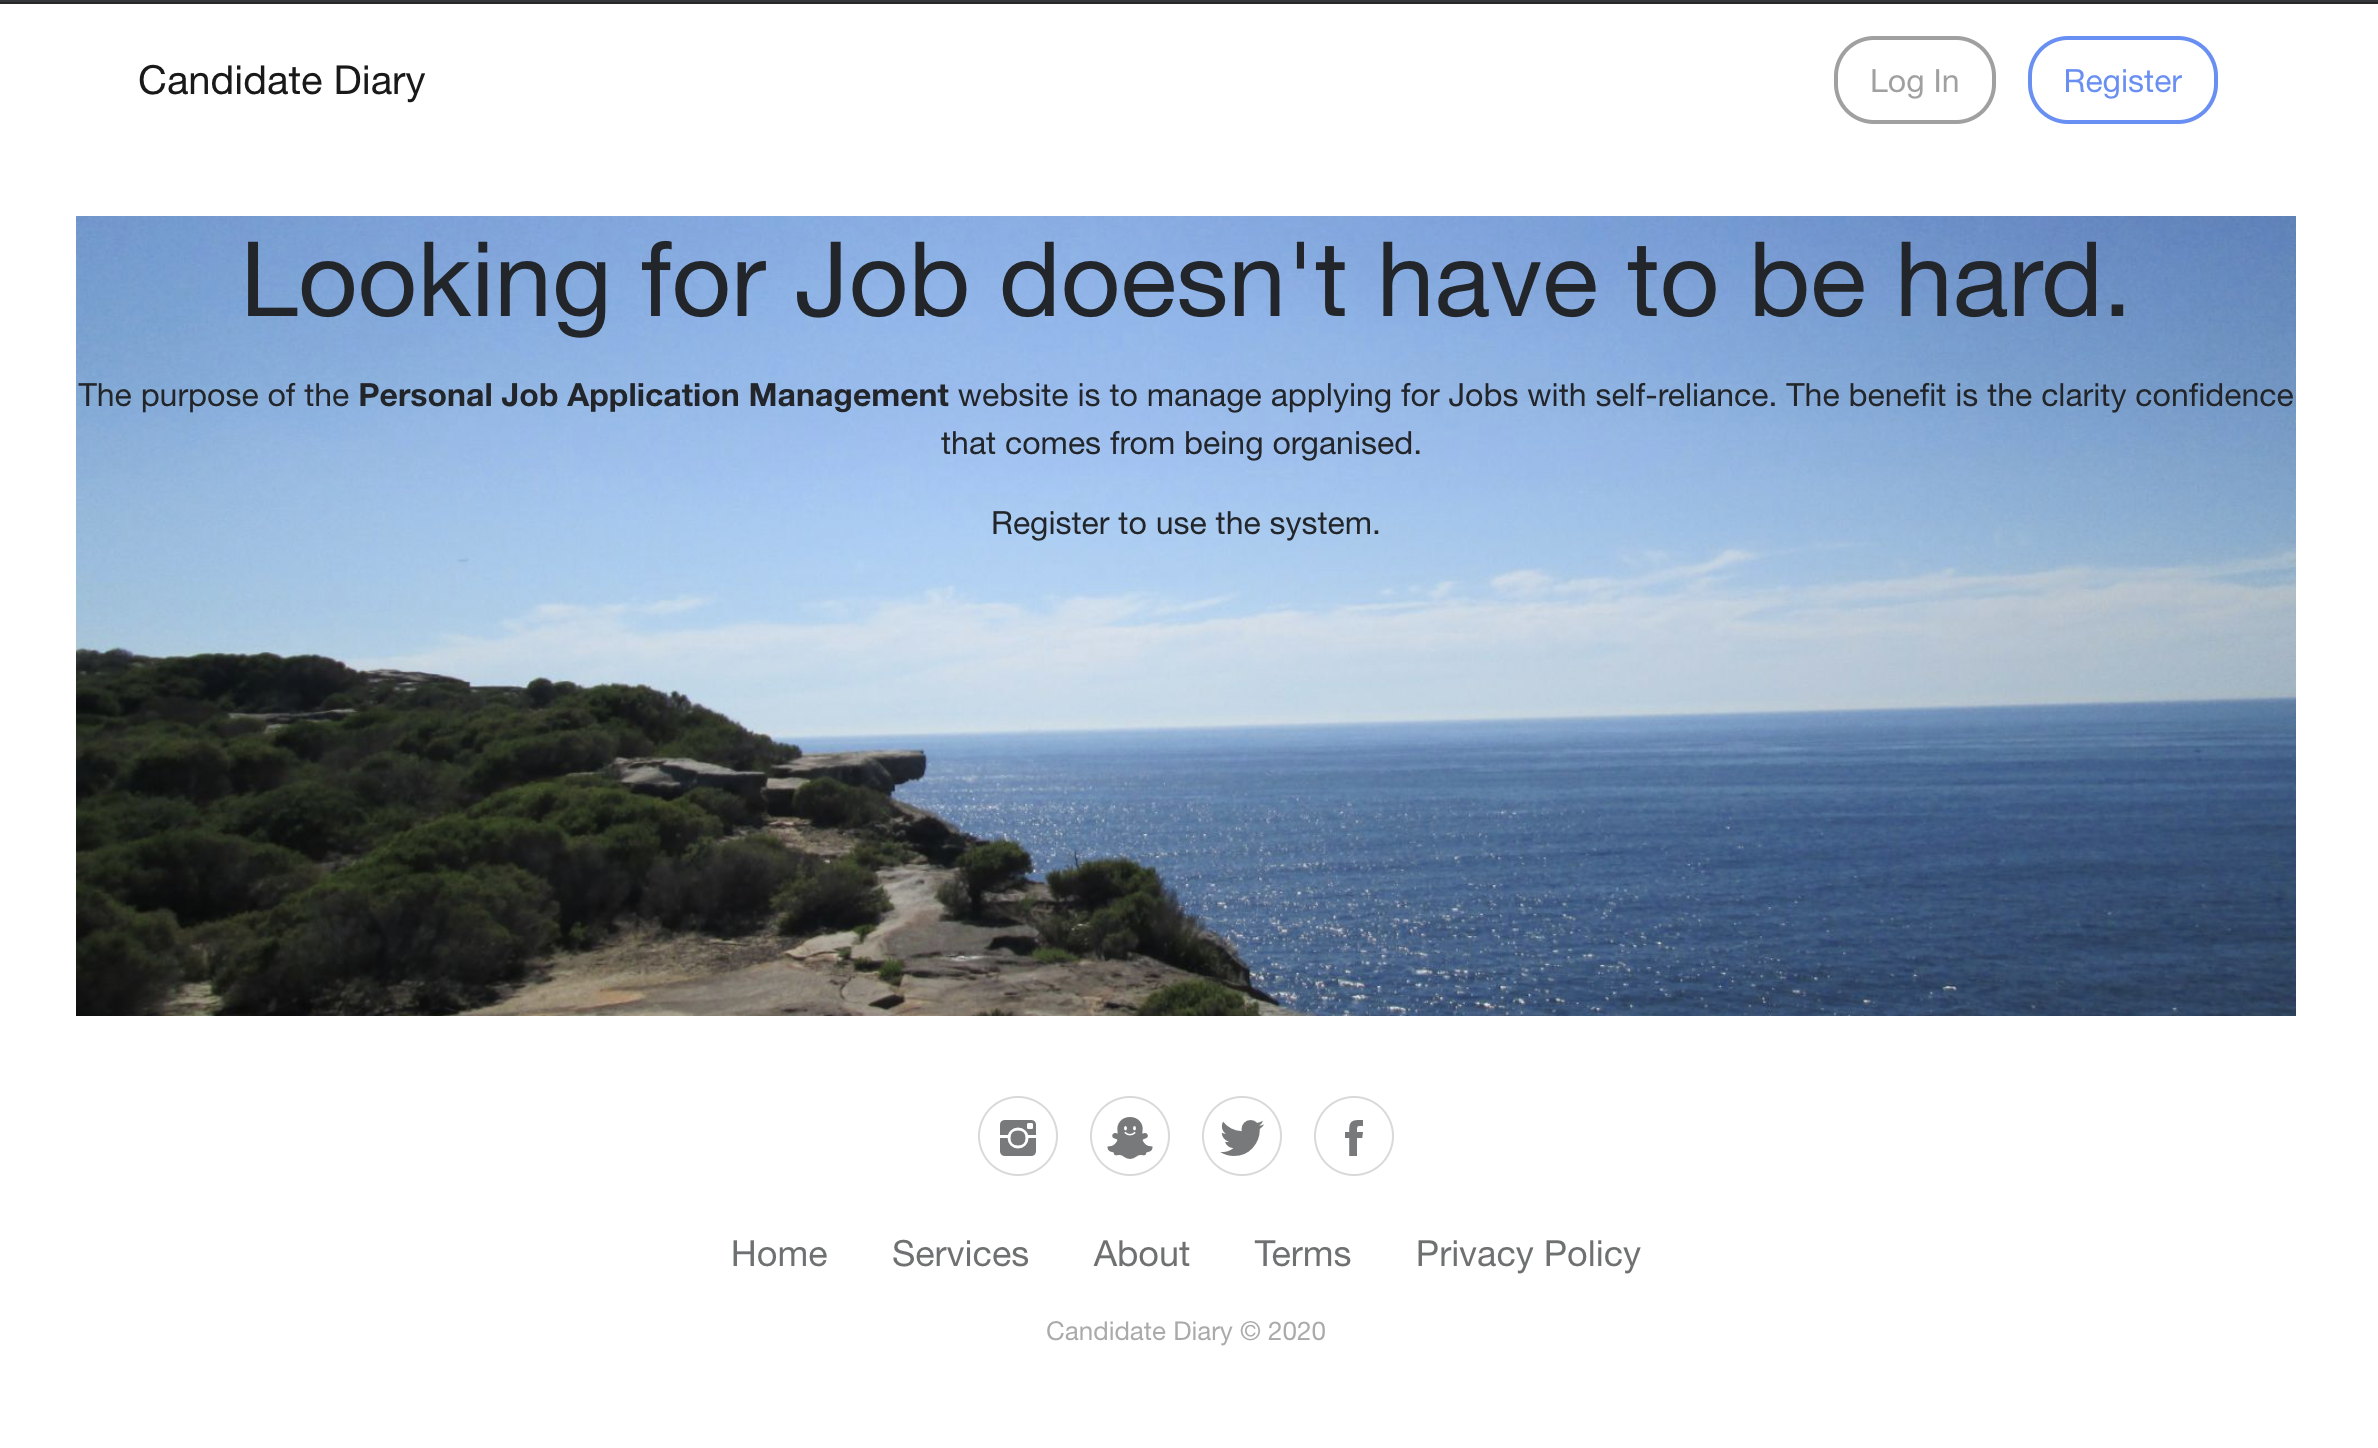 Candidate Diary
Log In
Register
Looking for Job doesn't have to be hard.
The purpose of the Personal Job Application Management website is to manage applying for Jobs with self-reliance. The benefit is the clarity confidence
that comes from being organised.
Register to use the system.
Home
Services
About
Terms
Privacy Policy
Candidate Diary © 2020